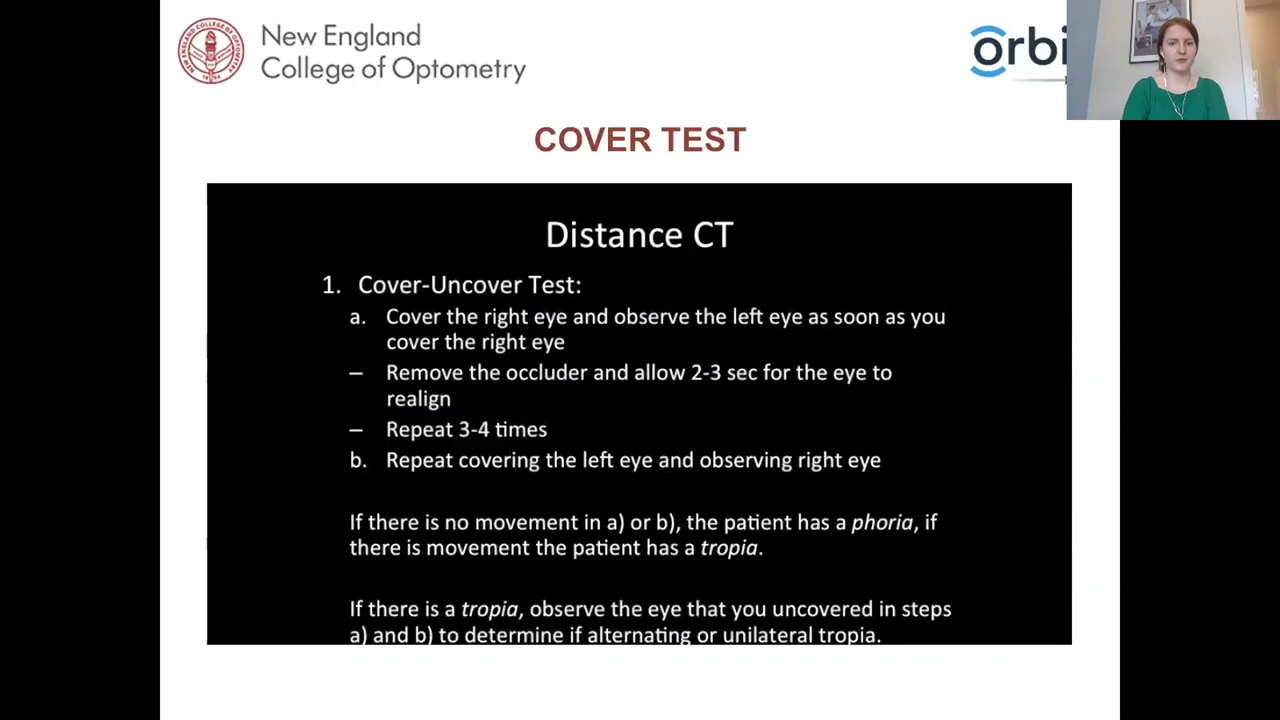 New England
College of Optometry
orbi
COVER TEST
Distance CT
1. Cover-Uncover Test:
a. Cover the right eye and observe the left eye as soon as you
cover the right eye
– Remove the occluder and allow 2-3 sec for the eye to
realign
– Repeat 3-4 times
b. Repeat covering the left eye and observing right eye
If there is no movement in a) or b), the patient has a phoria, if
there is movement the patient has a tropia.
If there is a tropia, observe the eye that you uncovered in steps
a) and b) to determine if alternating or unilateral tropia.